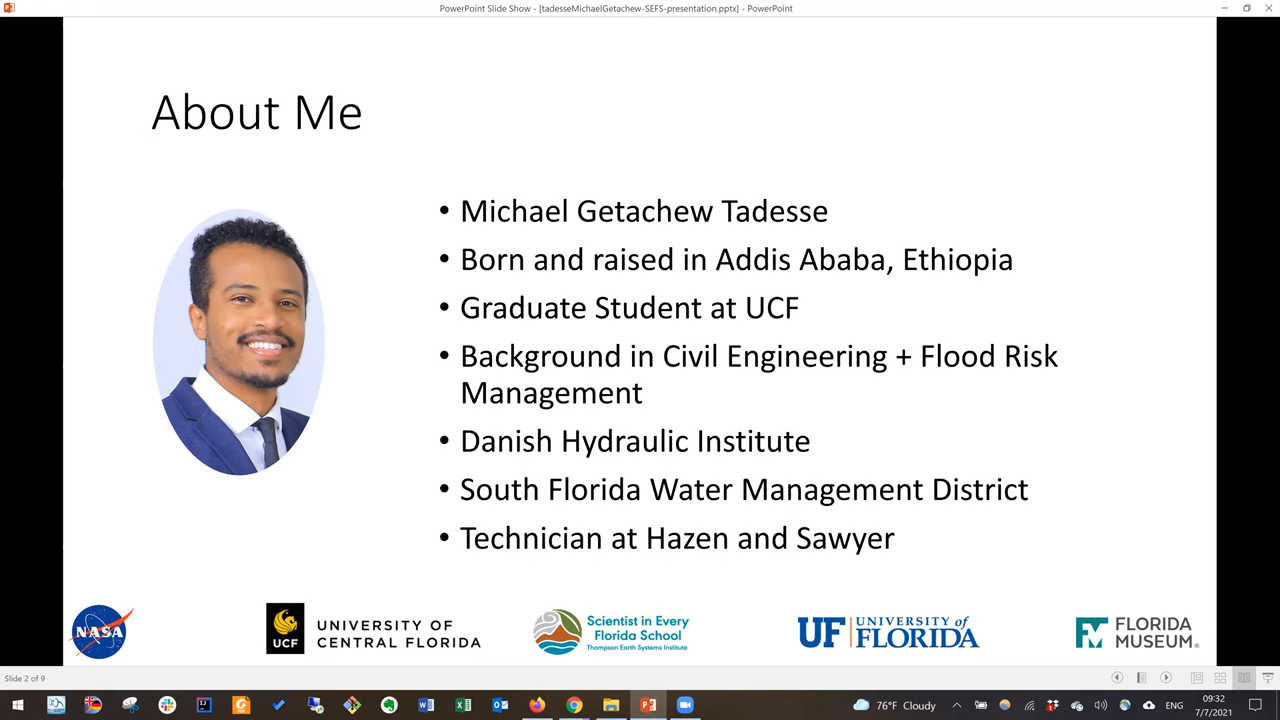 PowerPoint Slide Show - [tadesseMichaelGetachew-SEFS-presentation.pptx] - PowerPoint
About Me
• Michael Getachew Tadesse
• Born and raised in Addis Ababa, Ethiopia
• Graduate Student at UCF
• Background in Civil Engineering + Flood Risk
Management
• Danish Hydraulic Institute
• South Florida Water Management District
• Technician at Hazen and Sawyer
NASA
UCF
UNIVERSITY OF
CENTRAL FLORIDA
Scientist in Every
Florida School
Thompson Earth Systems Institute
UF
UNIVERSITY of
FLORIDA
FLORIDA
MUSEUM®
Slide 2 of 9
76°F Cloudy
ENG
09:32
7/7/2021